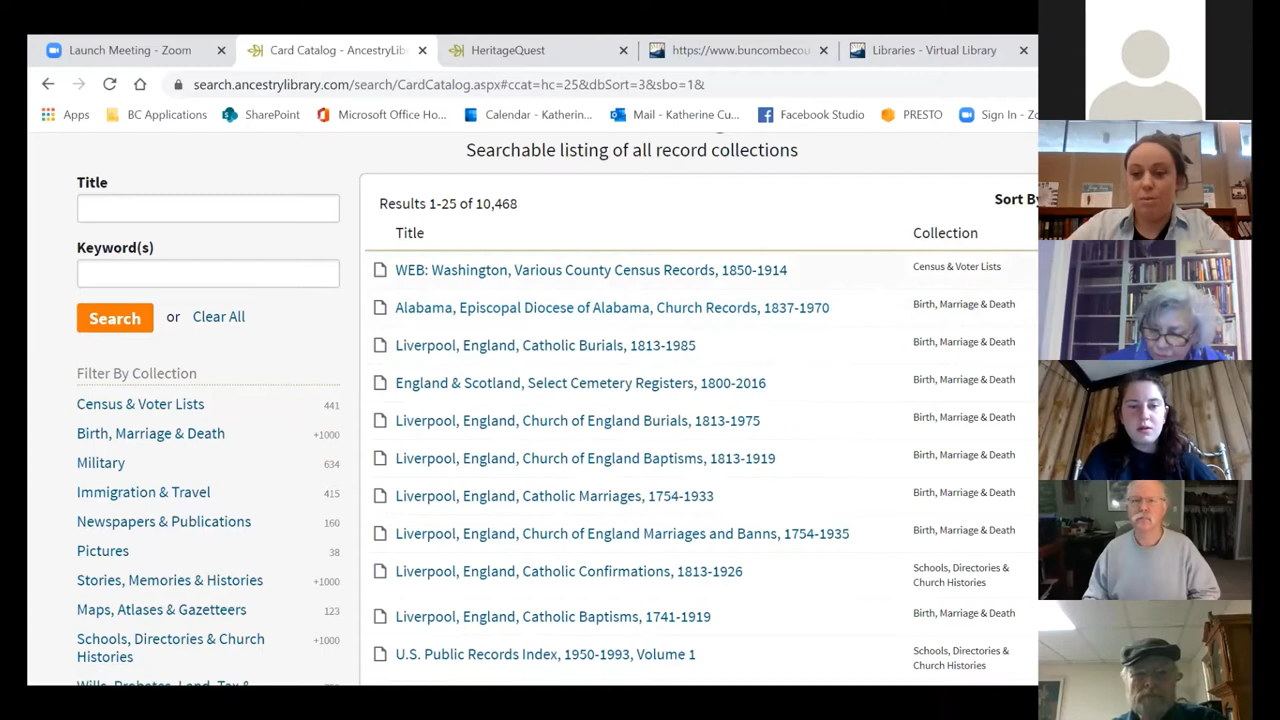 Launch Meeting - Zoom
Card Catalog - AncestryLib
HeritageQuest
https://www.buncombecou
Libraries - Virtual Library
search.ancestrylibrary.com/search/CardCatalog.aspx#ccat=hc=25&dbSort=3&sbo=1&
Apps
BC Applications
SharePoint
Microsoft Office Ho...
Calendar - Katherin...
Mail - Katherine Cu...
Facebook Studio
PRESTO
Sign In - Zo
Searchable listing of all record collections
Title
Keyword(s)
Search or Clear All
Filter By Collection
Census & Voter Lists 441
Birth, Marriage & Death +1000
Military 634
Immigration & Travel 415
Newspapers & Publications 160
Pictures 38
Stories, Memories & Histories +1000
Maps, Atlases & Gazetteers 123
Schools, Directories & Church +1000
Histories
Wills, Probates, Land, Tax &
Results 1-25 of 10,468
Sort By
Title Collection
WEB: Washington, Various County Census Records, 1850-1914 Census & Voter Lists
Alabama, Episcopal Diocese of Alabama, Church Records, 1837-1970 Birth, Marriage & Death
Liverpool, England, Catholic Burials, 1813-1985 Birth, Marriage & Death
England & Scotland, Select Cemetery Registers, 1800-2016 Birth, Marriage & Death
Liverpool, England, Church of England Burials, 1813-1975 Birth, Marriage & Death
Liverpool, England, Church of England Baptisms, 1813-1919 Birth, Marriage & Death
Liverpool, England, Catholic Marriages, 1754-1933 Birth, Marriage & Death
Liverpool, England, Church of England Marriages and Banns, 1754-1935 Birth, Marriage & Death
Liverpool, England, Catholic Confirmations, 1813-1926 Schools, Directories &
Church Histories
Liverpool, England, Catholic Baptisms, 1741-1919 Birth, Marriage & Death
U.S. Public Records Index, 1950-1993, Volume 1 Schools, Directories &
Church Histories